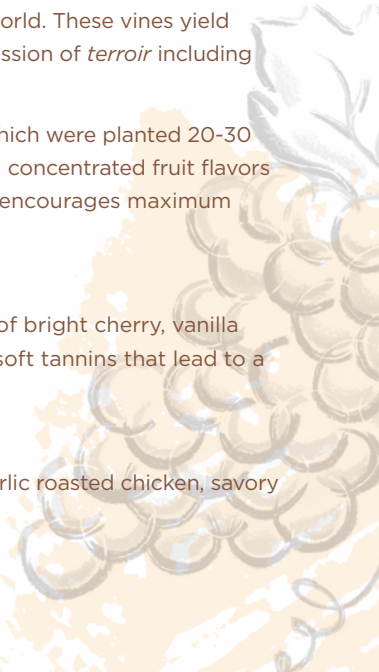 orld. These vines yield
ssion of terroir including
hich were planted 20-30
concentrated fruit flavors
encourages maximum
of bright cherry, vanilla
soft tannins that lead to a
rlic roasted chicken, savory